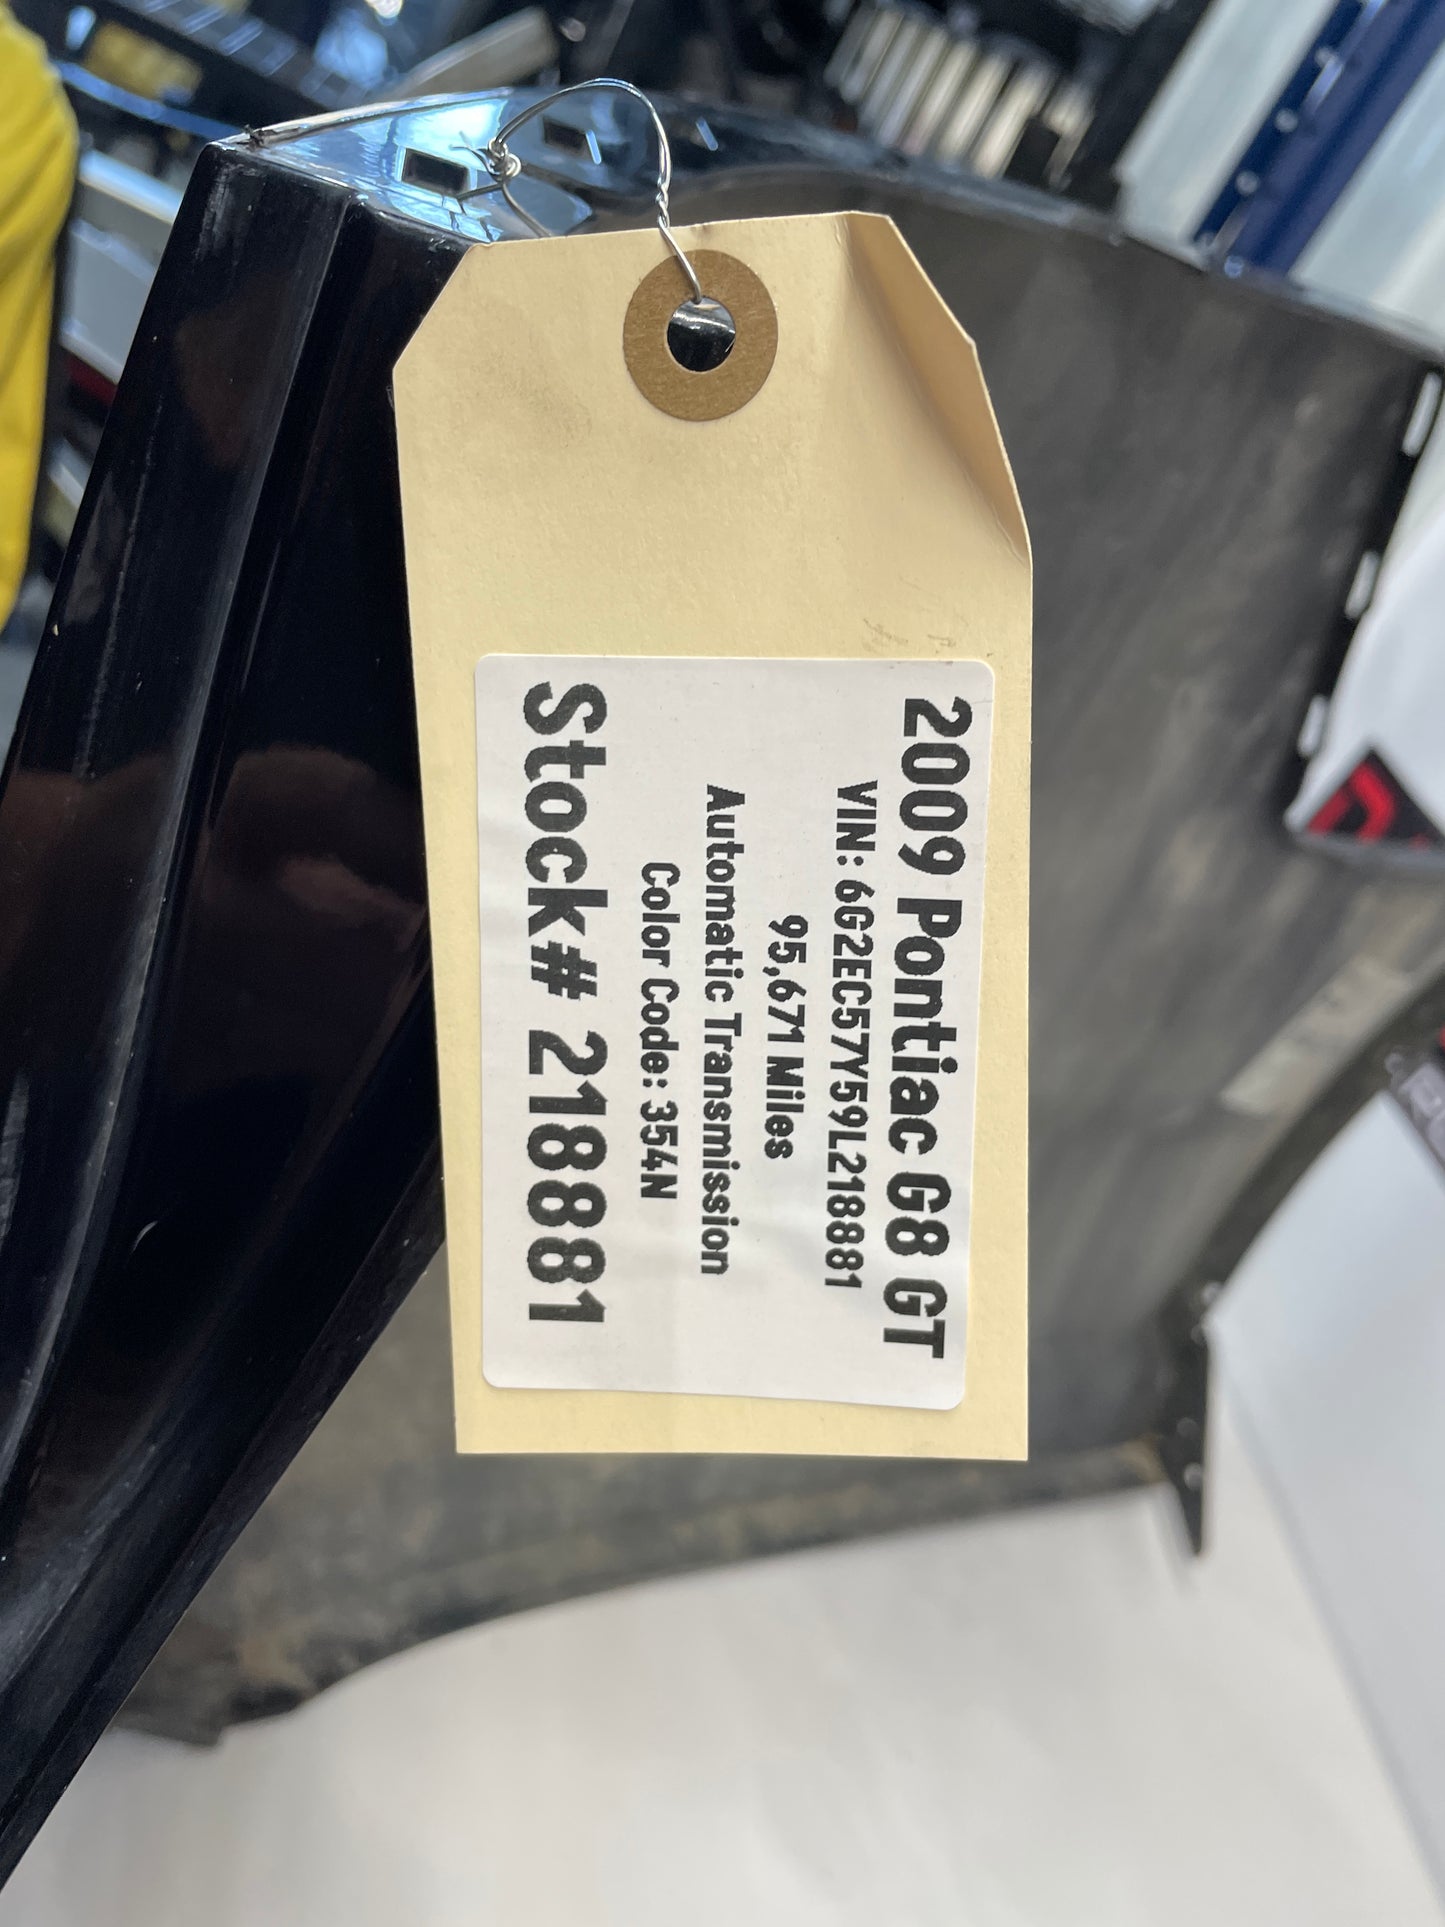 2009 Pontiac G8 GT
VIN: 6G2EC57Y59L218881
95,671 Miles
Automatic Transmission
Color Code: 354N
Stock# 218881